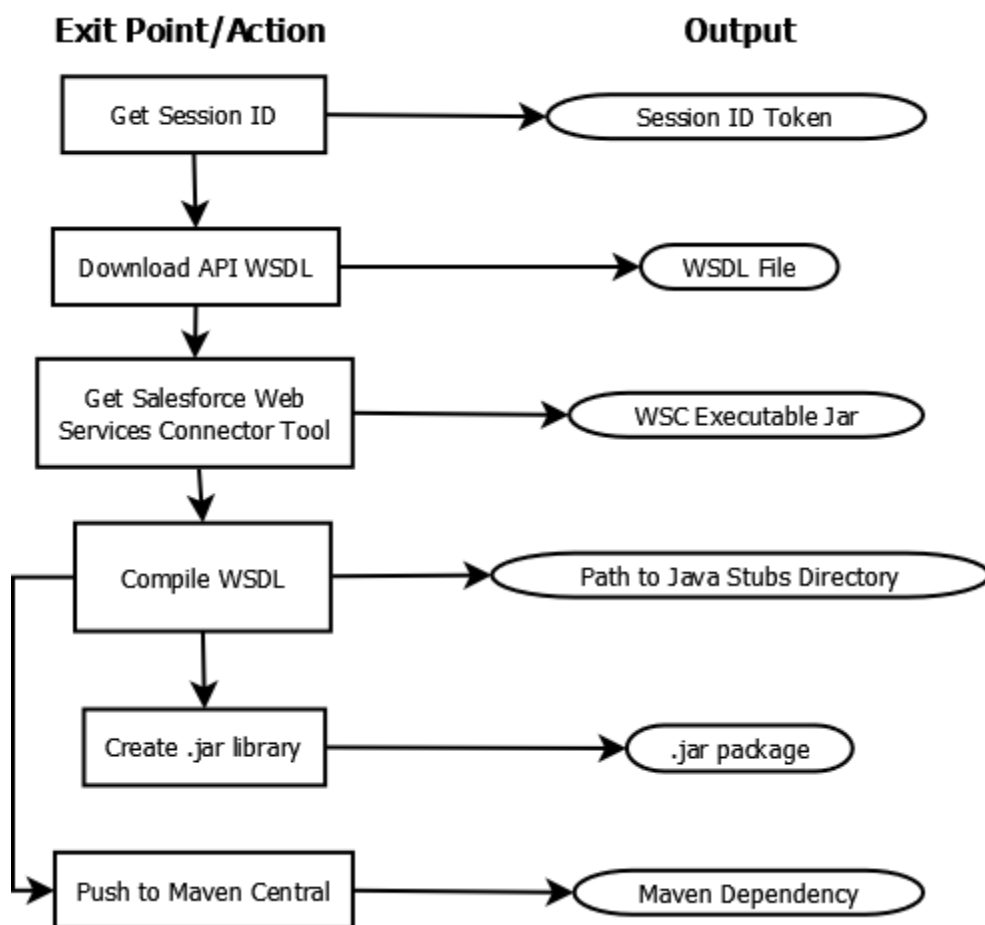 Exit Point/Action
Output
Get Session ID
Session ID Token
Download API WSDL
WSDL File
Get Salesforce Web
Services Connector Tool
WSC Executable Jar
Compile WSDL
Path to Java Stubs Directory
Create .jar library
.jar package
Push to Maven Central
Maven Dependency